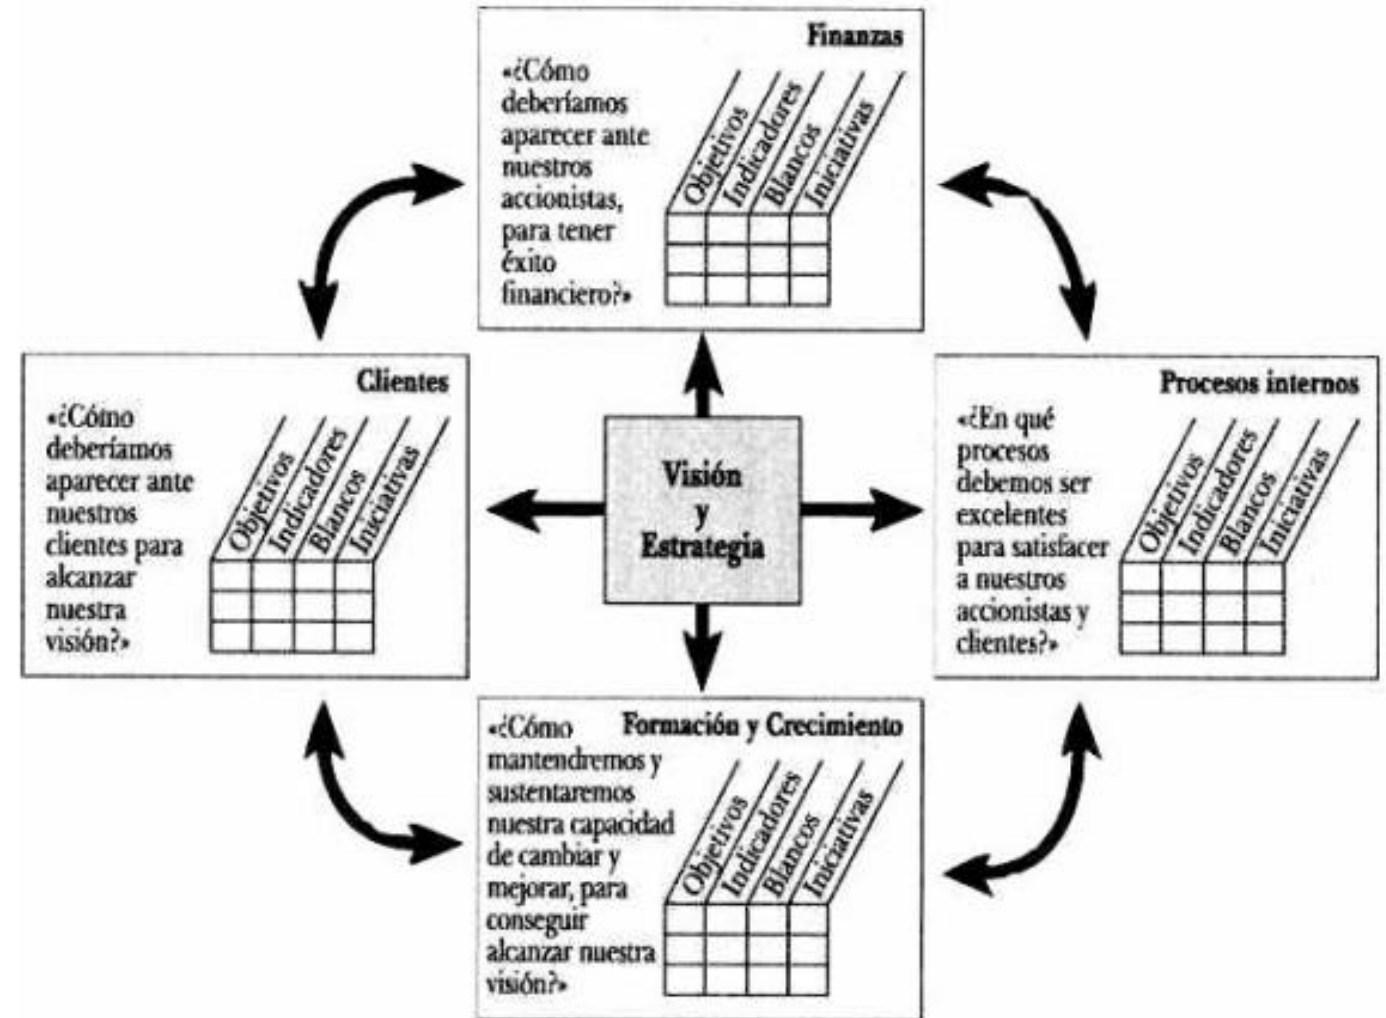 Finanzas
«¿Cómo
deberíamos
aparecer ante
nuestros
accionistas,
para tener
éxito
financiero?»
Objetivos
Indicadores
Blancos
Iniciativas
Clientes
«¿Cómo
deberíamos
aparecer ante
nuestros
clientes para
alcanzar
nuestra
visión?»
Objetivos
Indicadores
Blancos
Iniciativas
Visión
y
Estrategia
Procesos internos
«¿En qué
procesos
debemos ser
excelentes
para satisfacer
a nuestros
accionistas y
clientes?»
Objetivos
Indicadores
Blancos
Iniciativas
Formación y Crecimiento
«¿Cómo
mantendremos y
sustentaremos
nuestra capacidad
de cambiar y
mejorar, para
conseguir
alcanzar nuestra
visión?»
Objetivos
Indicadores
Blancos
Iniciativas